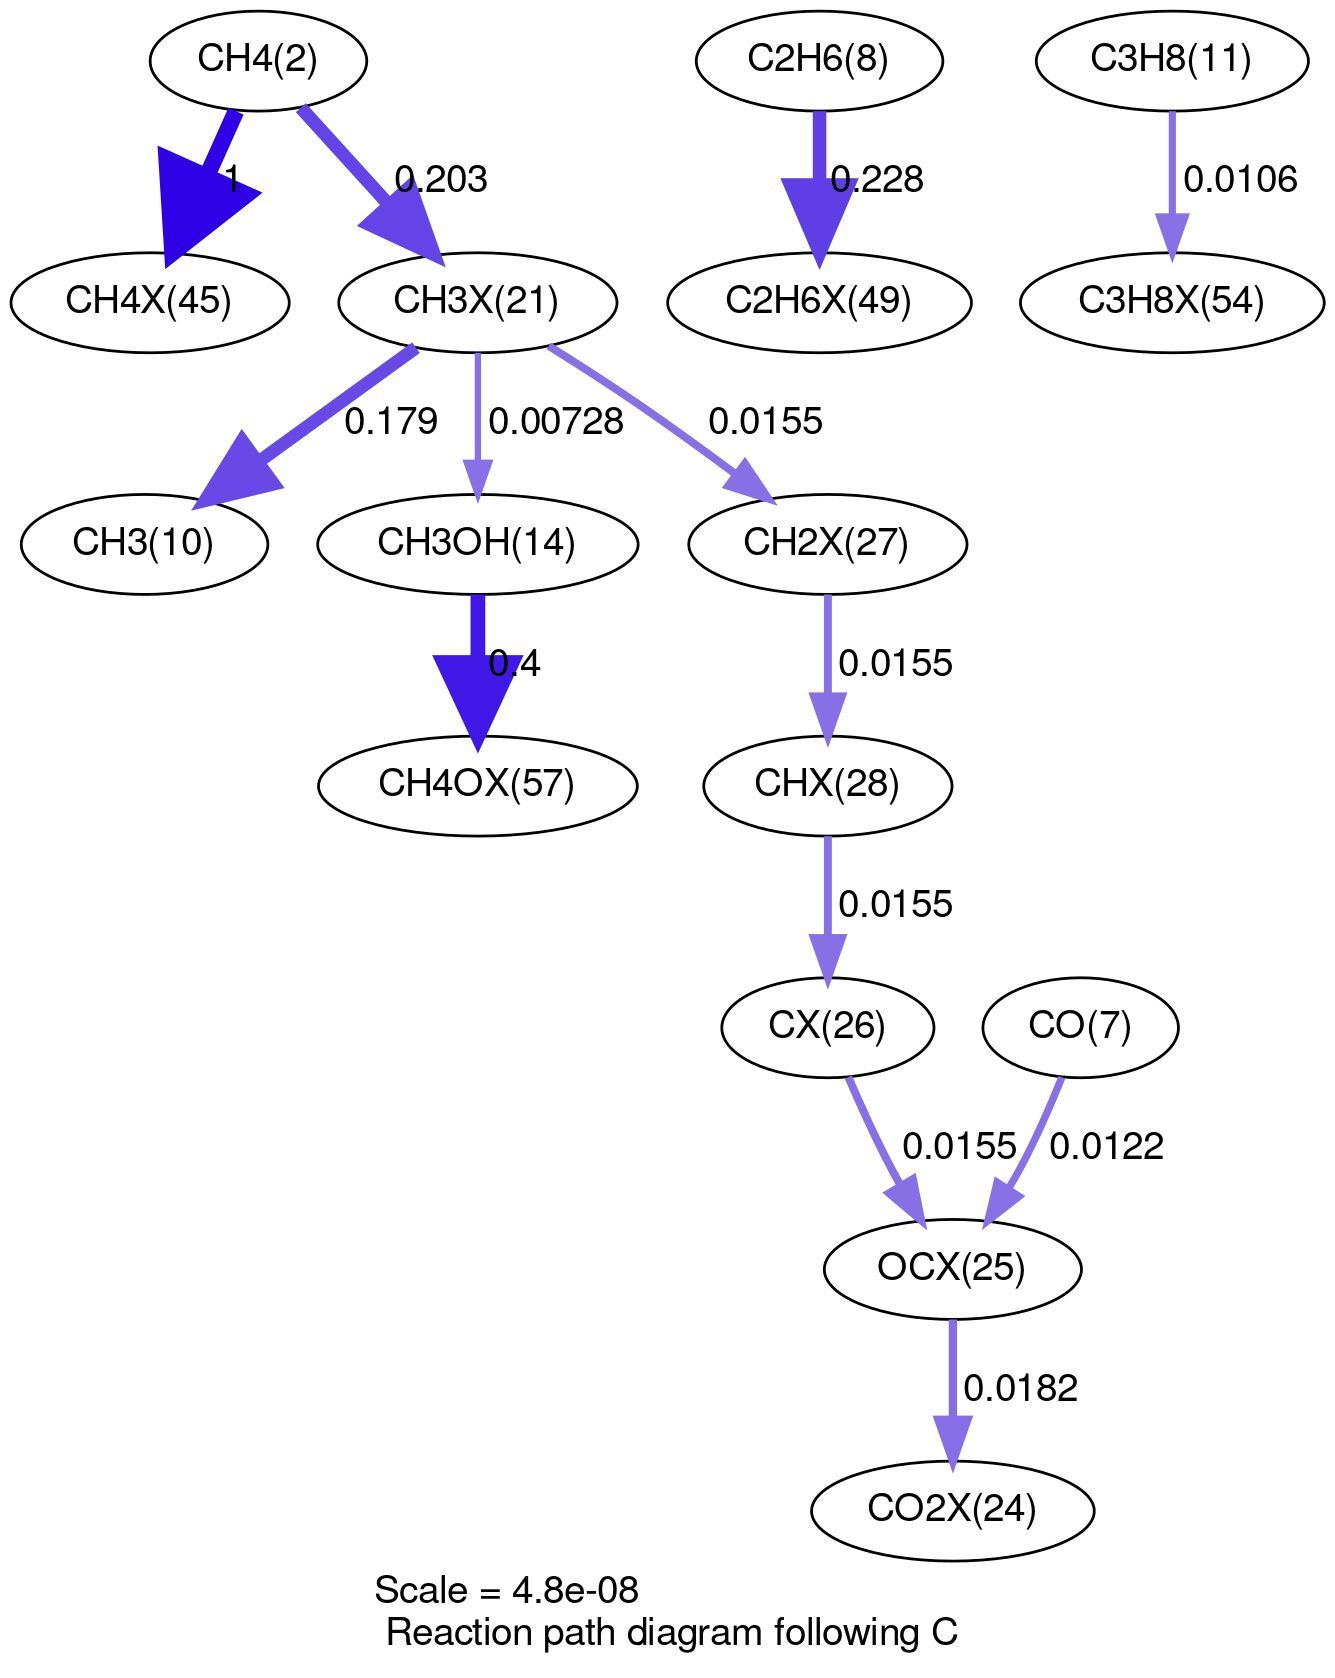 CH4(2)
C2H6(8)
C3H8(11)
1
0.203
0.228
0.0106
CH4X(45)
CH3X(21)
C2H6X(49)
C3H8X(54)
0.179
0.00728
0.0155
CH3(10)
CH3OH(14)
CH2X(27)
0.4
0.0155
CH4OX(57)
CHX(28)
0.0155
CX(26)
CO(7)
0.0155
0.0122
OCX(25)
0.0182
CO2X(24)
Scale = 4.8e-08
Reaction path diagram following C